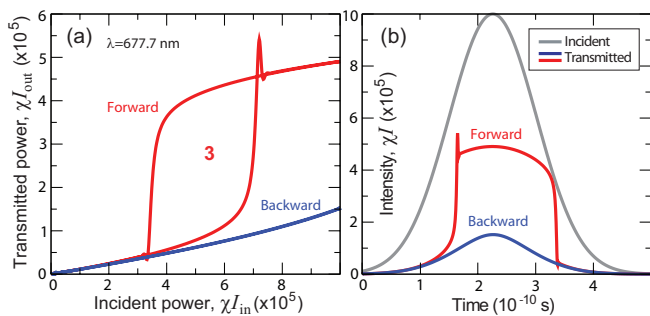 (a)
λ=677.7 nm
Forward
3
Backward
Transmitted power, χI_out (x10^5)
6
5
4
3
2
1
0
0 2 4 6 8
Incident power, χI_in (x10^5)
(b)
Incident
Transmitted
Forward
Backward
Intensity, χI (x10^5)
10
8
6
4
2
0
0 1 2 3 4
Time (10^-10 s)